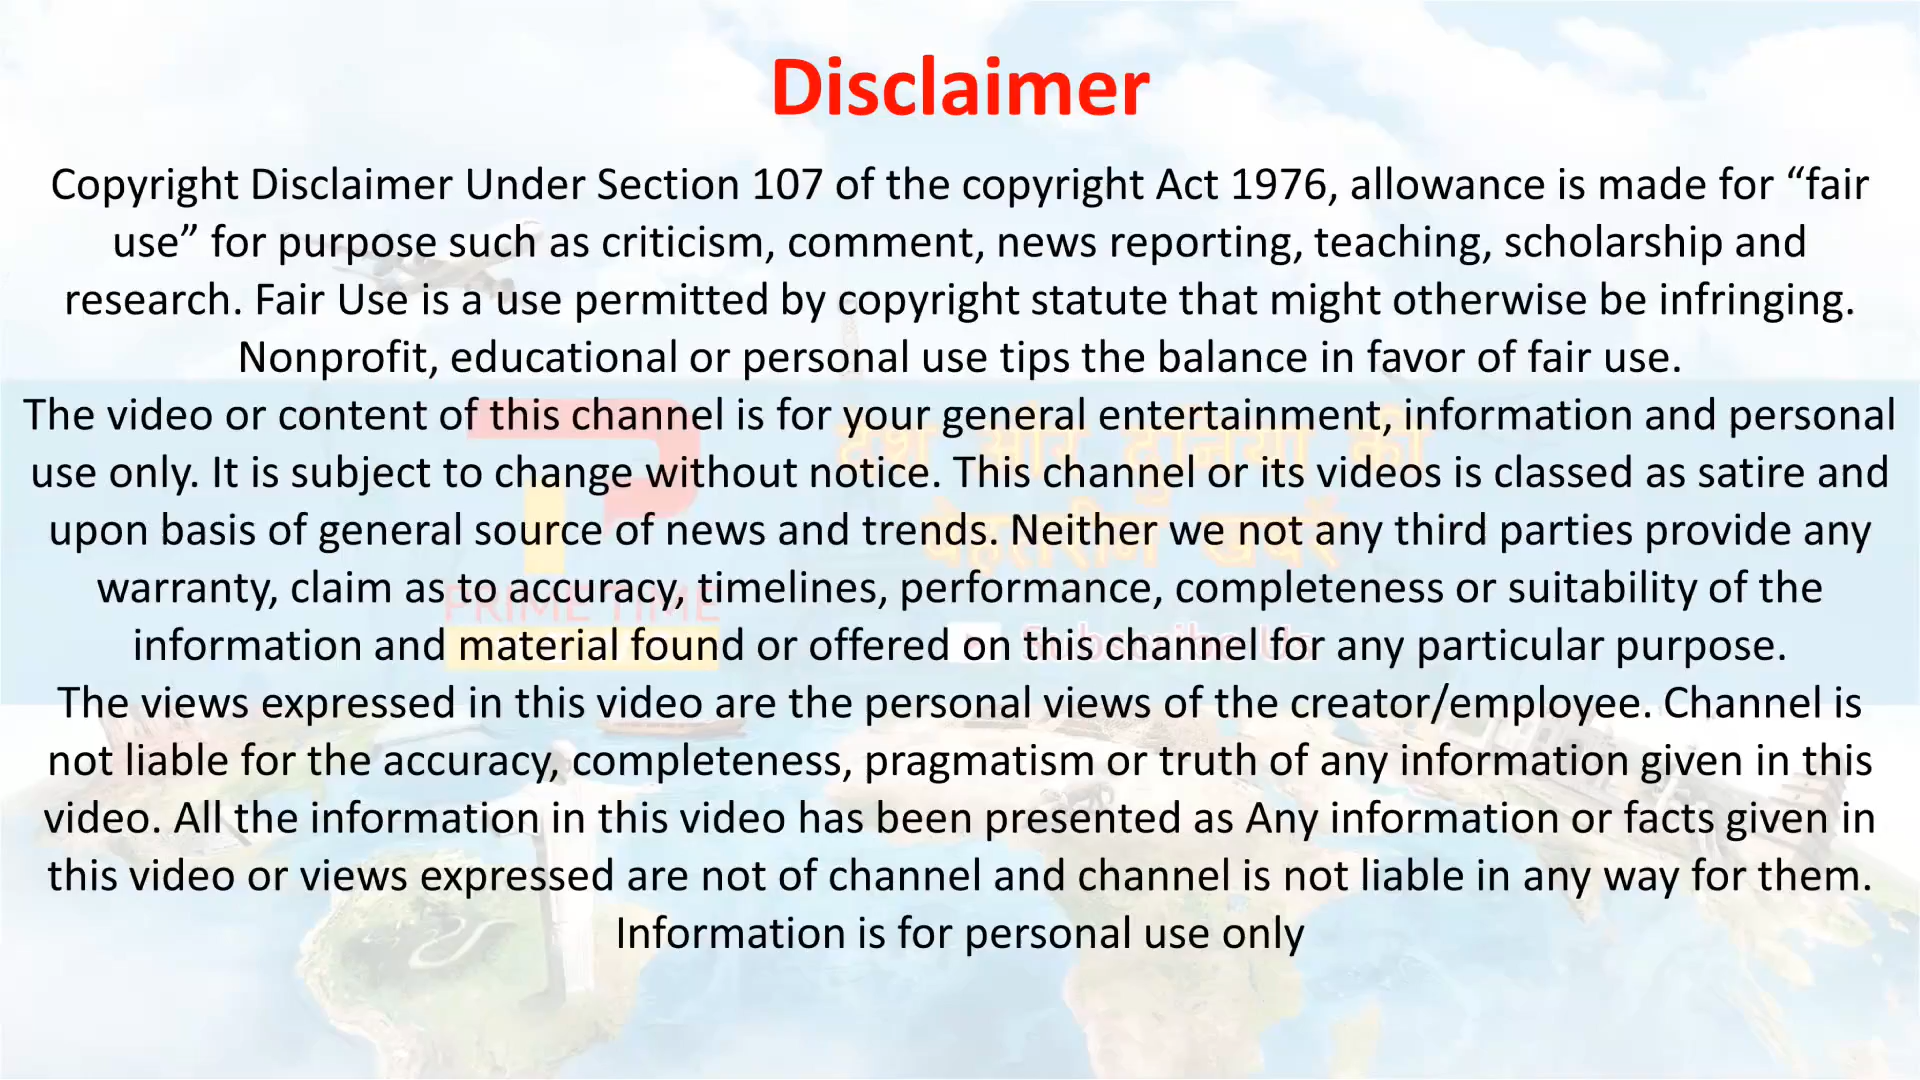 Disclaimer
Copyright Disclaimer Under Section 107 of the copyright Act 1976, allowance is made for “fair
use” for purpose such as criticism, comment, news reporting, teaching, scholarship and
research. Fair Use is a use permitted by copyright statute that might otherwise be infringing.
Nonprofit, educational or personal use tips the balance in favor of fair use.
The video or content of this channel is for your general entertainment, information and personal
use only. It is subject to change without notice. This channel or its videos is classed as satire and
upon basis of general source of news and trends. Neither we not any third parties provide any
warranty, claim as to accuracy, timelines, performance, completeness or suitability of the
information and material found or offered on this channel for any particular purpose.
The views expressed in this video are the personal views of the creator/employee. Channel is
not liable for the accuracy, completeness, pragmatism or truth of any information given in this
video. All the information in this video has been presented as Any information or facts given in
this video or views expressed are not of channel and channel is not liable in any way for them.
Information is for personal use only
देश और दुनिया की
बेहतरीन खबरें
PRIME TIME
Subscribe Us